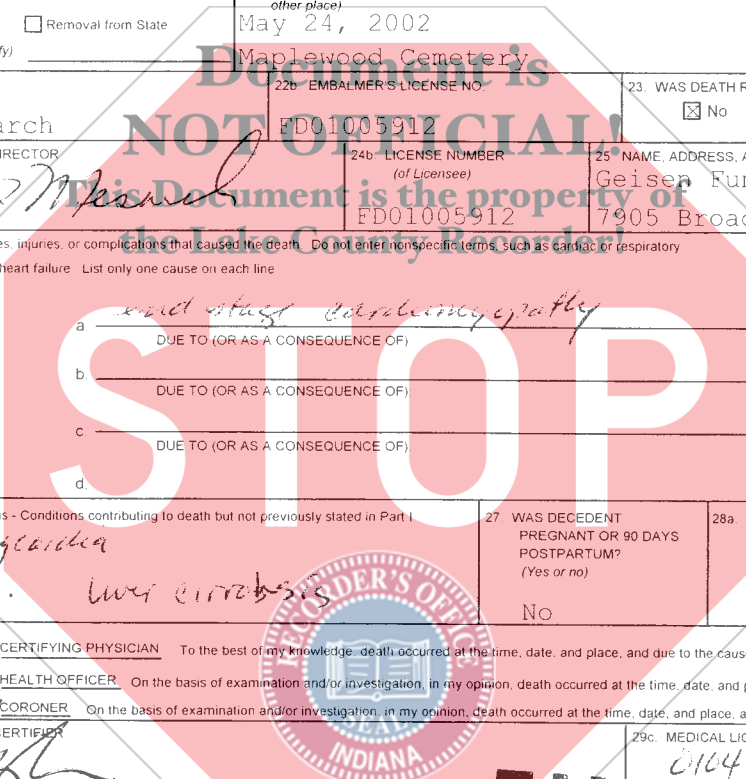 other place)
Removal from State
May 24, 2002
fy)
Maplewood Cemetery
Document is
22b EMBALMER'S LICENSE NO.
23. WAS DEATH R
☒ No
arch
FD01005912
NOT OFFICIAL!
IRECTOR
24b. LICENSE NUMBER
(of Licensee)
25 NAME, ADDRESS, A
Geisen Fun
This Document is the property of
FD01005912
7905 Broad
the Lake County Recorder!
es, injuries, or complications that caused the death. Do not enter nonspecific terms, such as cardiac or respiratory
heart failure List only one cause on each line
a. end stage cardiomyopathy
DUE TO (OR AS A CONSEQUENCE OF)
b.
DUE TO (OR AS A CONSEQUENCE OF)
c.
DUE TO (OR AS A CONSEQUENCE OF)
d.
STOP
s - Conditions contributing to death but not previously stated in Part I
27. WAS DECEDENT
PREGNANT OR 90 DAYS
POSTPARTUM?
(Yes or no)
No
28a.
liver cirrohsis
RECORDER'S OFFICE
SEAL
INDIANA
CERTIFYING PHYSICIAN To the best of my knowledge, death occurred at the time, date, and place, and due to the caus
HEALTH OFFICER On the basis of examination and/or investigation, in my opinion, death occurred at the time, date, and p
CORONER On the basis of examination and/or investigation, in my opinion, death occurred at the time, date, and place, a
CERTIFIER
29c. MEDICAL LIC
0104